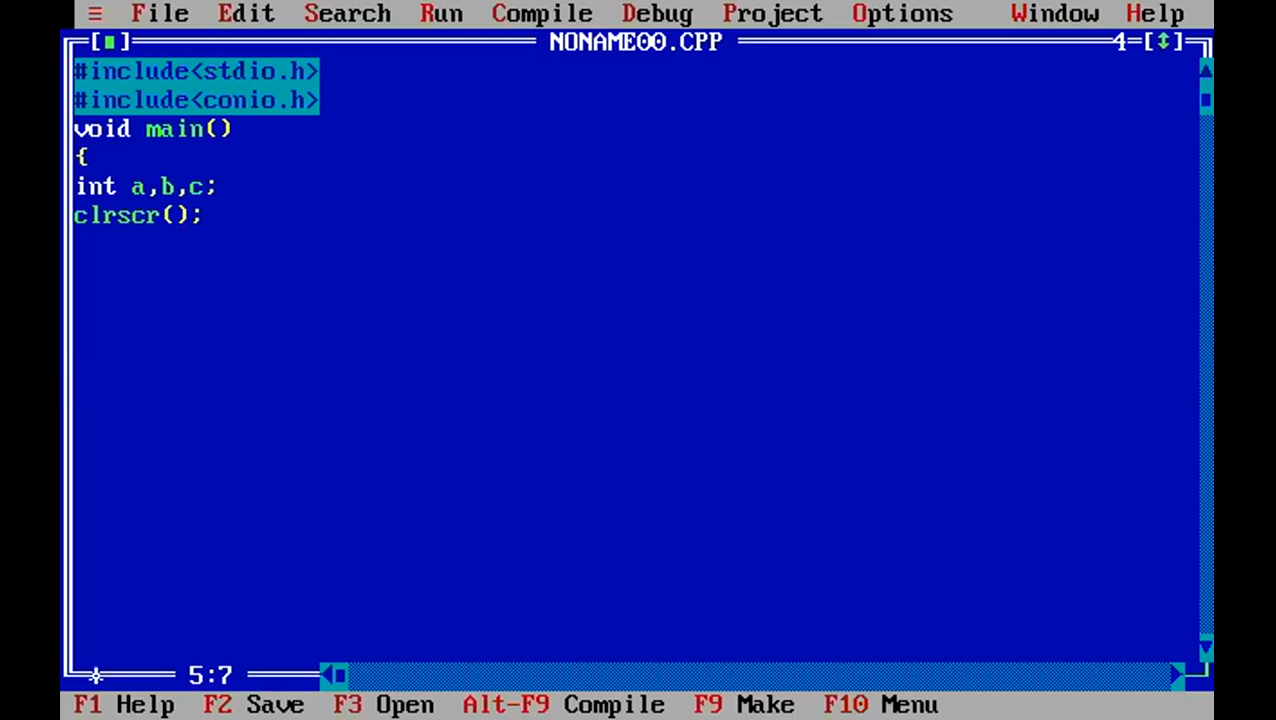 ≡ File Edit Search Run Compile Debug Project Options Window Help
[■] NONAME00.CPP 4=[↕]
#include<stdio.h>
#include<conio.h>
void main()
{
int a,b,c;
clrscr();
5:7
F1 Help F2 Save F3 Open Alt-F9 Compile F9 Make F10 Menu